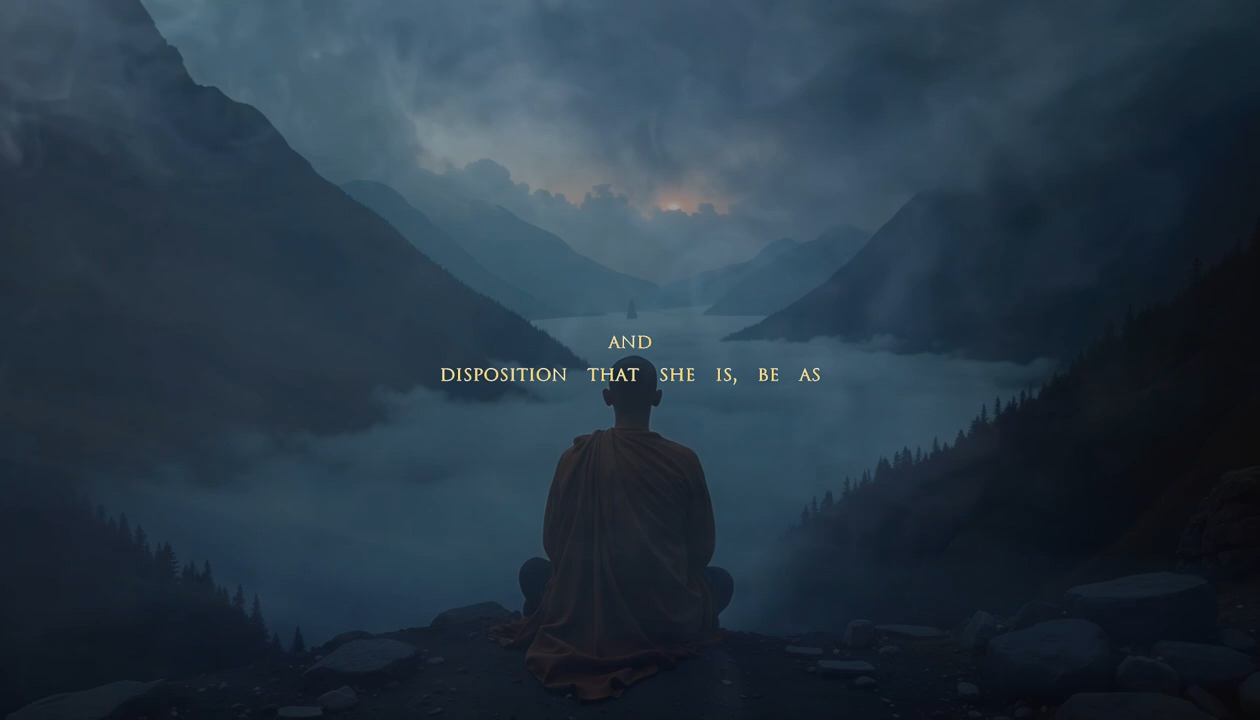 AND
DISPOSITION THAT SHE IS, BE AS